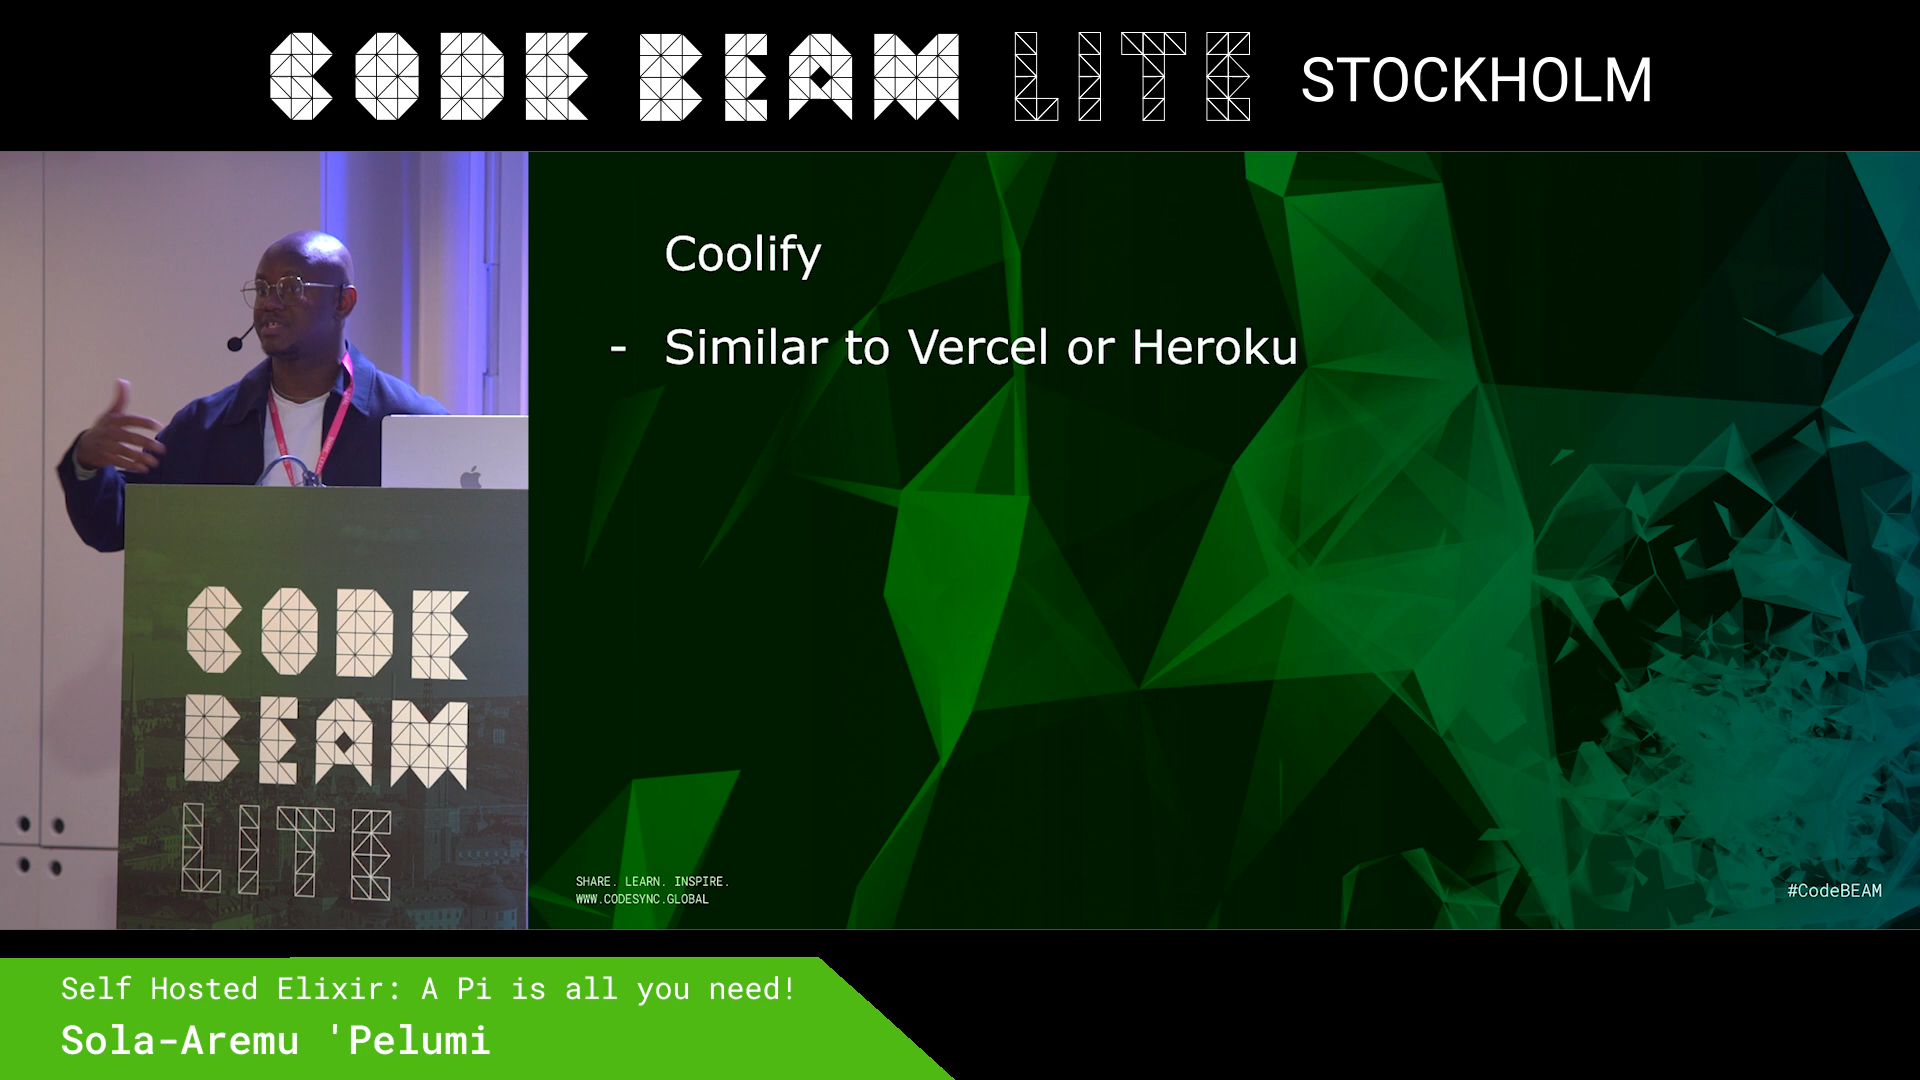 CODE BEAM LITE STOCKHOLM
Coolify
- Similar to Vercel or Heroku
CODE
BEAM
LITE
SHARE. LEARN. INSPIRE.
WWW.CODESYNC.GLOBAL
#CodeBEAM
Self Hosted Elixir: A Pi is all you need!
Sola-Aremu 'Pelumi